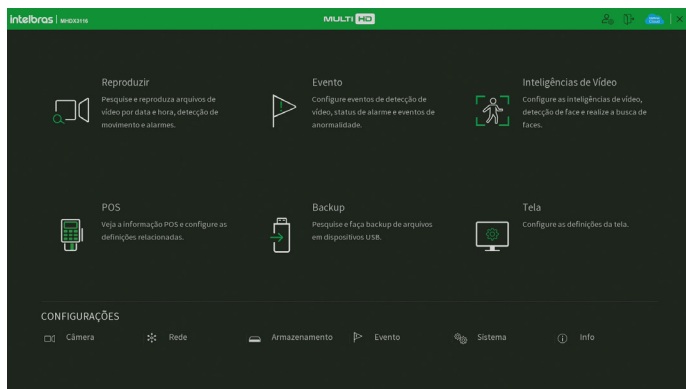 intelbras | MHDX3116
MULTI HD
Reproduzir
Pesquise e reproduza arquivos de
vídeo por data e hora, detecção de
movimento e alarmes.
Evento
Configure eventos de detecção de
vídeo, status de alarme e eventos de
anormalidade.
Inteligências de Vídeo
Configure as inteligências de vídeo,
detecção de face e realize a busca de
faces.
POS
Veja a informação POS e configure as
definições relacionadas.
Backup
Pesquise e faça backup de arquivos
em dispositivos USB.
Tela
Configure as definições da tela.
CONFIGURAÇÕES
Câmera
Rede
Armazenamento
Evento
Sistema
Info